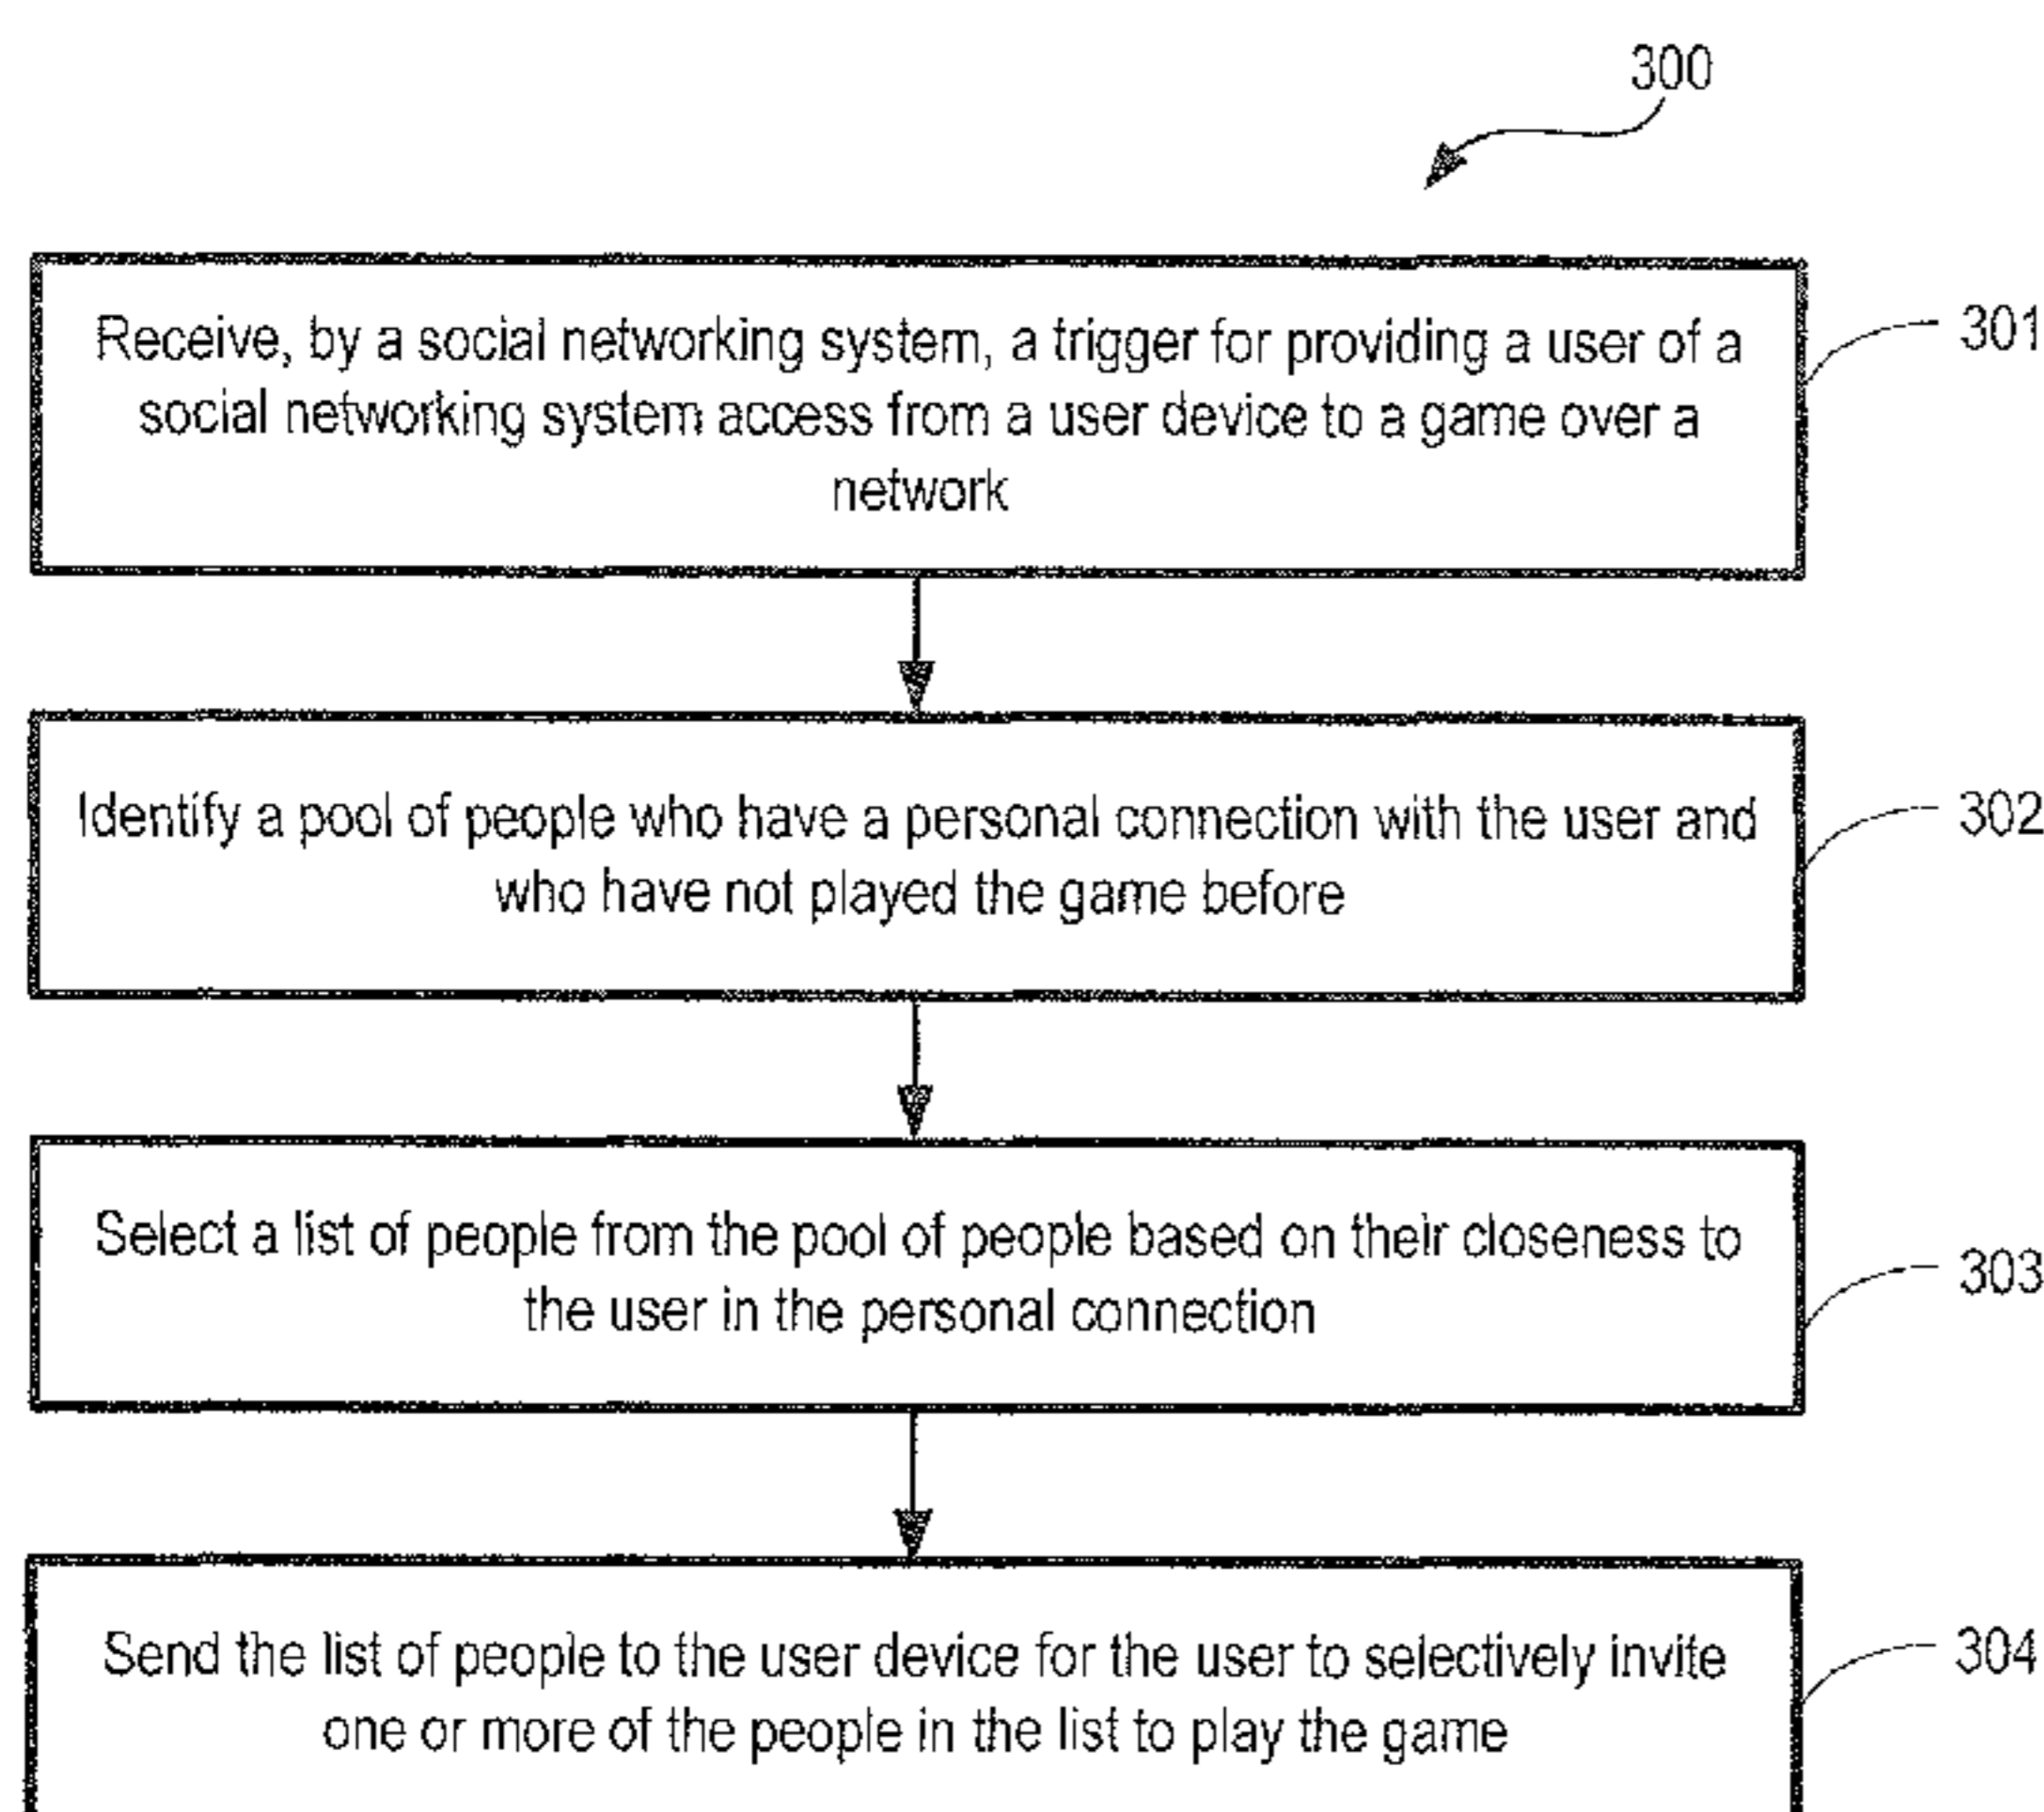 300
Receive, by a social networking system, a trigger for providing a user of a
social networking system access from a user device to a game over a
network
301
Identify a pool of people who have a personal connection with the user and
who have not played the game before
302
Select a list of people from the pool of people based on their closeness to
the user in the personal connection
303
Send the list of people to the user device for the user to selectively invite
one or more of the people in the list to play the game
304